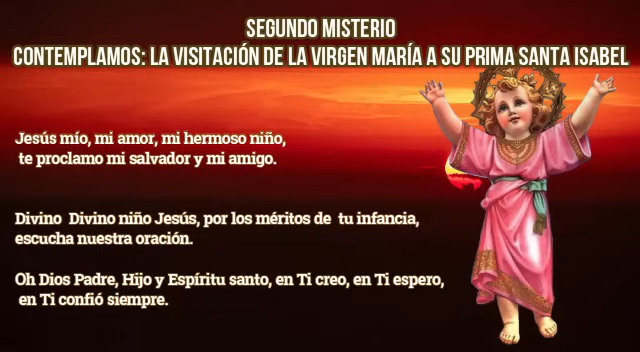 SEGUNDO MISTERIO
CONTEMPLAMOS: LA VISITACIÓN DE LA VIRGEN MARÍA A SU PRIMA SANTA ISABEL
Jesús mío, mi amor, mi hermoso niño,
te proclamo mi salvador y mi amigo.
Divino Divino niño Jesús, por los méritos de tu infancia,
escucha nuestra oración.
Oh Dios Padre, Hijo y Espíritu santo, en Ti creo, en Ti espero,
en Ti confió siempre.